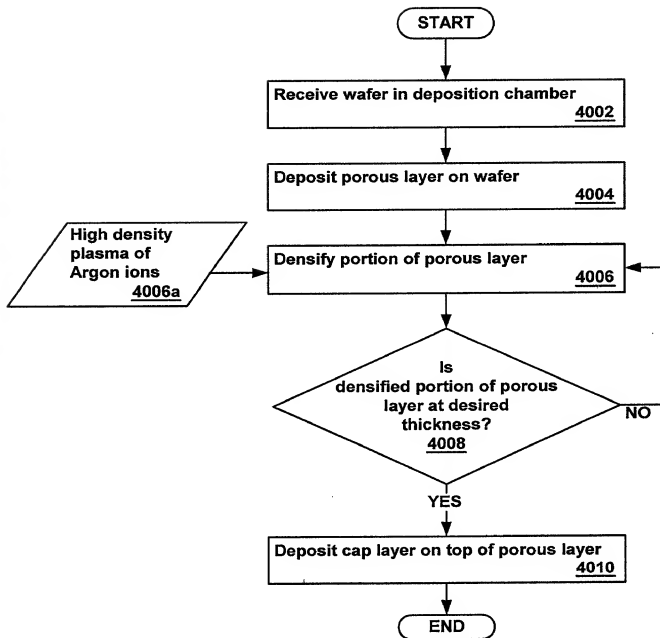 START
Receive wafer in deposition chamber
4002
Deposit porous layer on wafer
4004
High density
plasma of
Argon ions
4006a
Densify portion of porous layer
4006
Is
densified portion of porous
layer at desired
thickness?
4008
NO
YES
Deposit cap layer on top of porous layer
4010
END